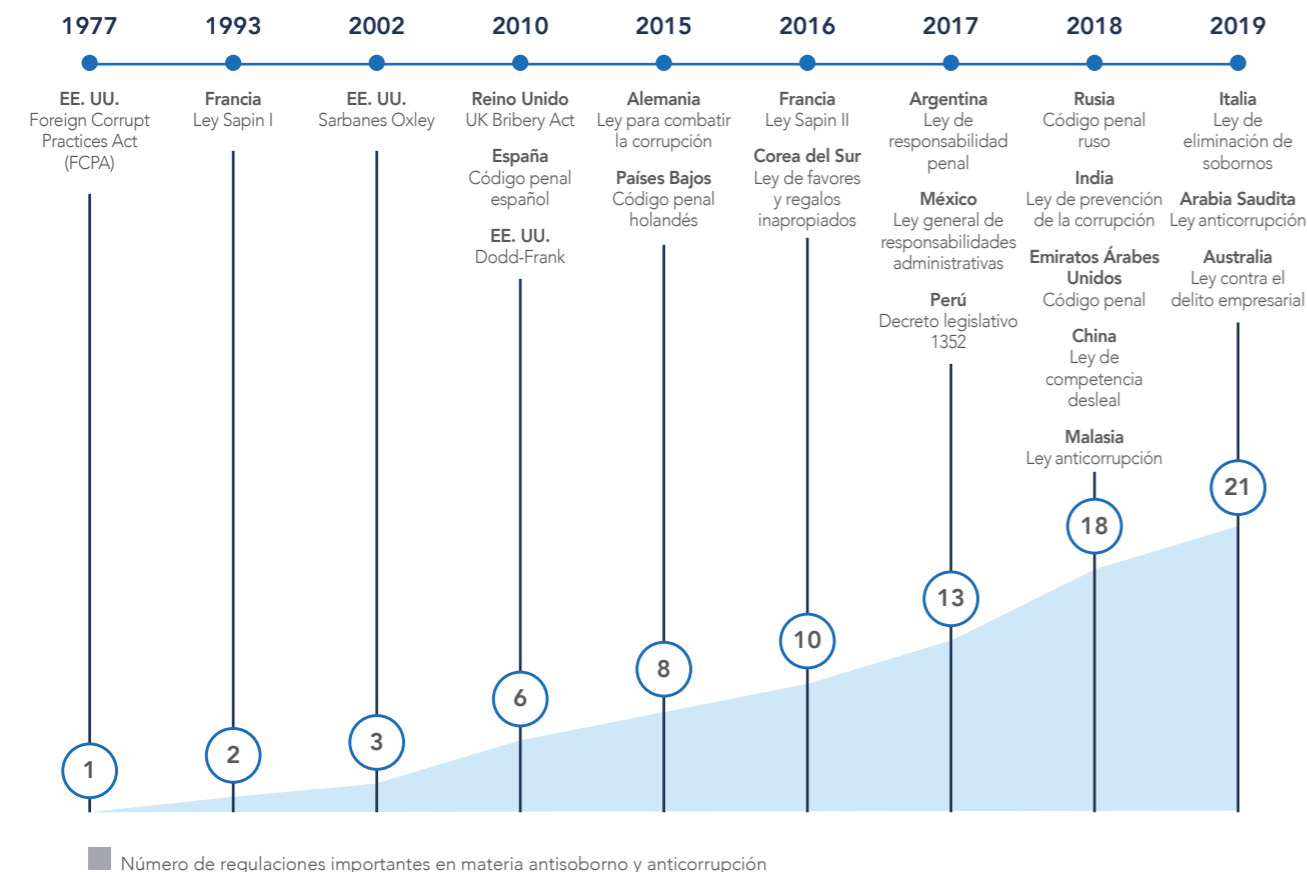 1977
1993
2002
2010
2015
2016
2017
2018
2019
EE. UU.
Foreign Corrupt
Practices Act
(FCPA)
Francia
Ley Sapin I
EE. UU.
Sarbanes Oxley
Reino Unido
UK Bribery Act
España
Código penal
español
EE. UU.
Dodd-Frank
Alemania
Ley para combatir
la corrupción
Países Bajos
Código penal
holandés
Francia
Ley Sapin II
Corea del Sur
Ley de favores
y regalos
inapropiados
Argentina
Ley de
responsabilidad
penal
México
Ley general de
responsabilidades
administrativas
Perú
Decreto legislativo
1352
Rusia
Código penal
ruso
India
Ley de prevención
de la corrupción
Emiratos Árabes
Unidos
Código penal
China
Ley de
competencia
desleal
Malasia
Ley anticorrupción
Italia
Ley de
eliminación de
sobornos
Arabia Saudita
Ley anticorrupción
Australia
Ley contra el
delito empresarial
1
2
3
6
8
10
13
18
21
Número de regulaciones importantes en materia antisoborno y anticorrupción